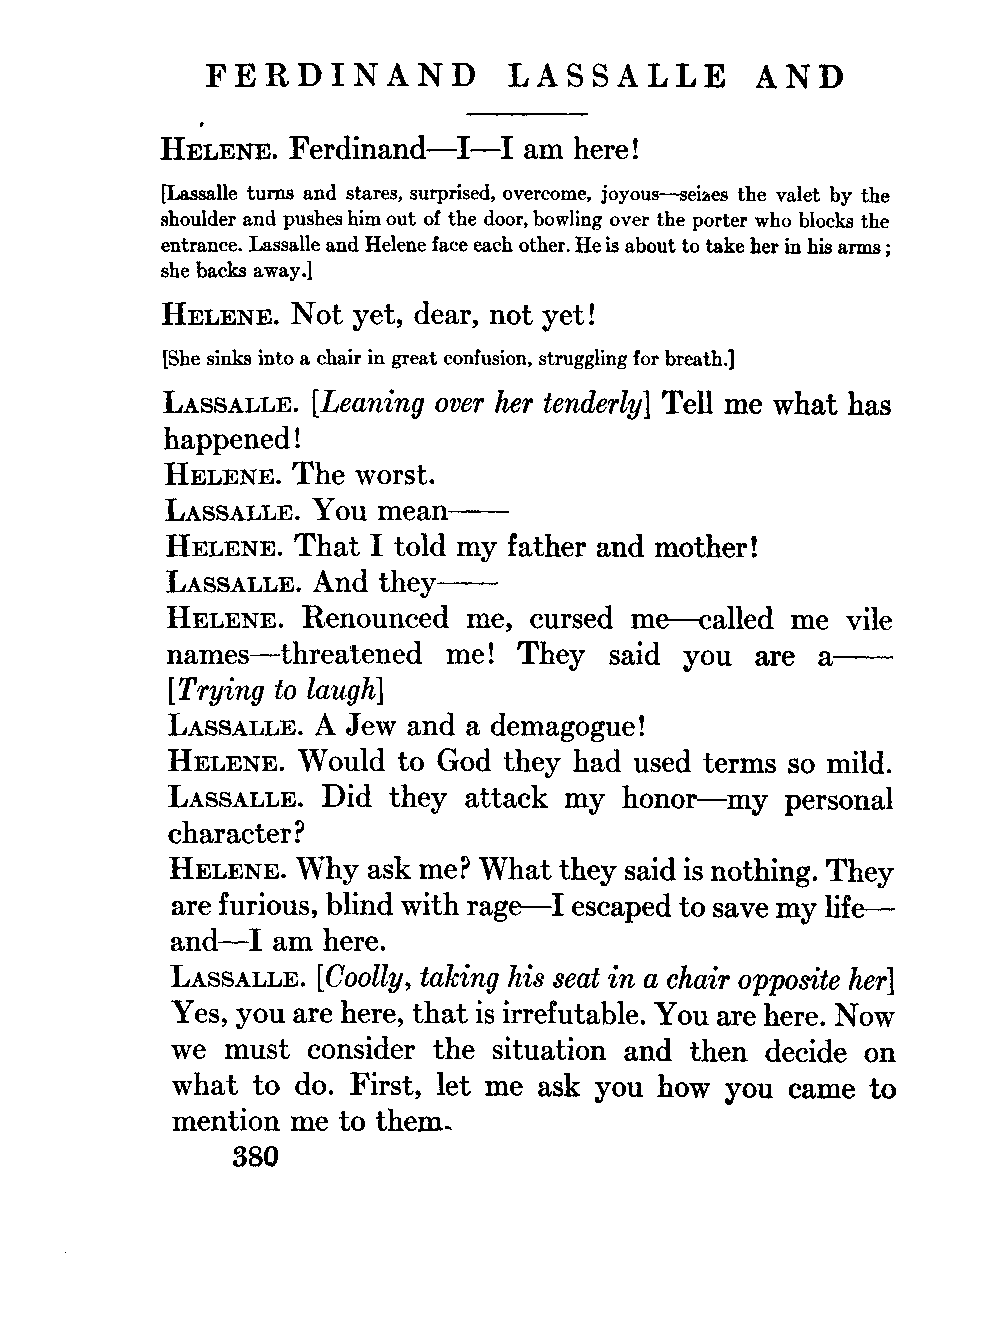 FERDINAND LASSALLE AND
HELENE. Ferdinand—I—I am here!
[Lassalle turns and stares, surprised, overcome, joyous—seizes the valet by the
shoulder and pushes him out of the door, bowling over the porter who blocks the
entrance. Lassalle and Helene face each other. He is about to take her in his arms;
she backs away.]
HELENE. Not yet, dear, not yet!
[She sinks into a chair in great confusion, struggling for breath.]
LASSALLE. [Leaning over her tenderly] Tell me what has
happened!
HELENE. The worst.
LASSALLE. You mean——
HELENE. That I told my father and mother!
LASSALLE. And they——
HELENE. Renounced me, cursed me—called me vile
names—threatened me! They said you are a——
[Trying to laugh]
LASSALLE. A Jew and a demagogue!
HELENE. Would to God they had used terms so mild.
LASSALLE. Did they attack my honor—my personal
character?
HELENE. Why ask me? What they said is nothing. They
are furious, blind with rage—I escaped to save my life—
and—I am here.
LASSALLE. [Coolly, taking his seat in a chair opposite her]
Yes, you are here, that is irrefutable. You are here. Now
we must consider the situation and then decide on
what to do. First, let me ask you how you came to
mention me to them.
380